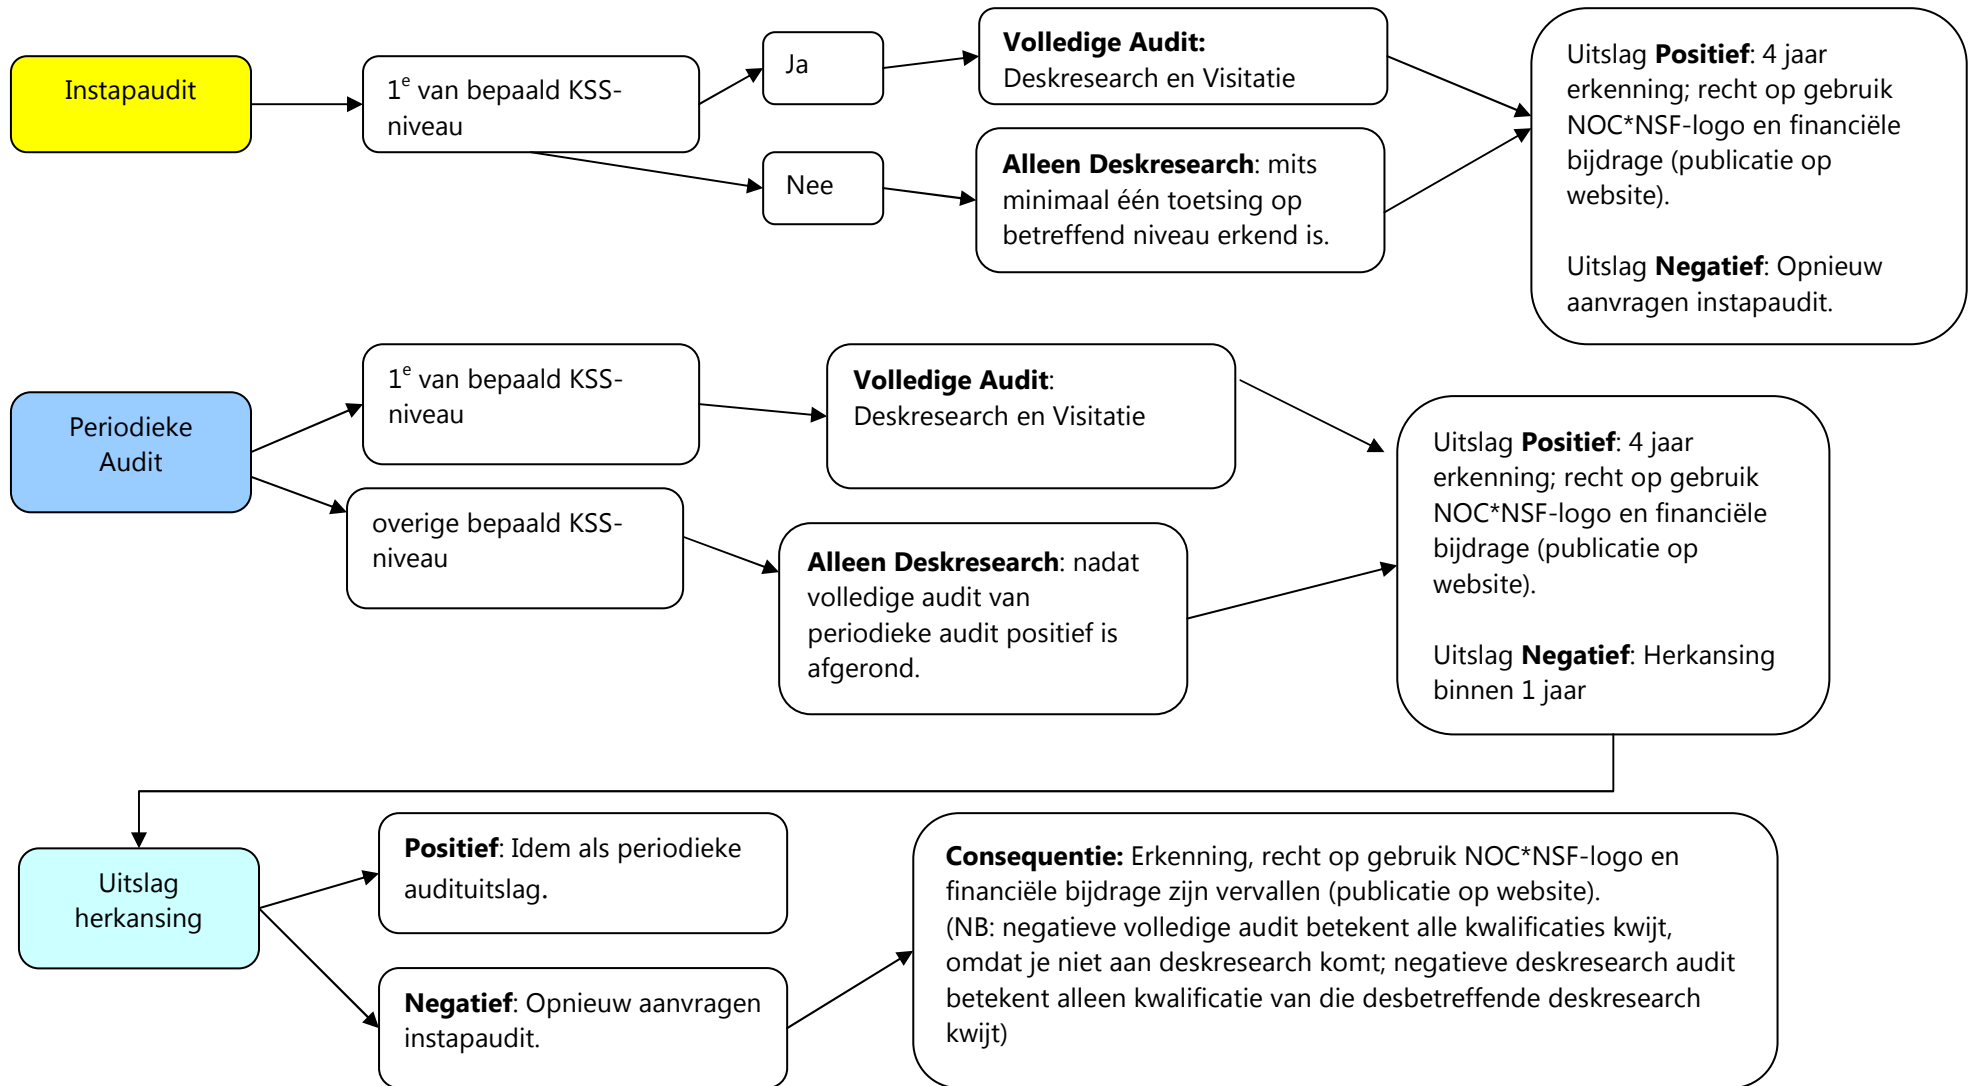 Instapaudit
1e van bepaald KSS-
niveau
Ja
Nee
Volledige Audit:
Deskresearch en Visitatie
Alleen Deskresearch: mits
minimaal één toetsing op
betreffend niveau erkend is.
Uitslag Positief: 4 jaar
erkenning; recht op gebruik
NOC*NSF-logo en financiële
bijdrage (publicatie op
website).
Uitslag Negatief: Opnieuw
aanvragen instapaudit.
Periodieke
Audit
1e van bepaald KSS-
niveau
overige bepaald KSS-
niveau
Volledige Audit:
Deskresearch en Visitatie
Alleen Deskresearch: nadat
volledige audit van
periodieke audit positief is
afgerond.
Uitslag Positief: 4 jaar
erkenning; recht op gebruik
NOC*NSF-logo en financiële
bijdrage (publicatie op
website).
Uitslag Negatief: Herkansing
binnen 1 jaar
Uitslag
herkansing
Positief: Idem als periodieke
audituitslag.
Negatief: Opnieuw aanvragen
instapaudit.
Consequentie: Erkenning, recht op gebruik NOC*NSF-logo en
financiële bijdrage zijn vervallen (publicatie op website).
(NB: negatieve volledige audit betekent alle kwalificaties kwijt,
omdat je niet aan deskresearch komt; negatieve deskresearch audit
betekent alleen kwalificatie van die desbetreffende deskresearch
kwijt)